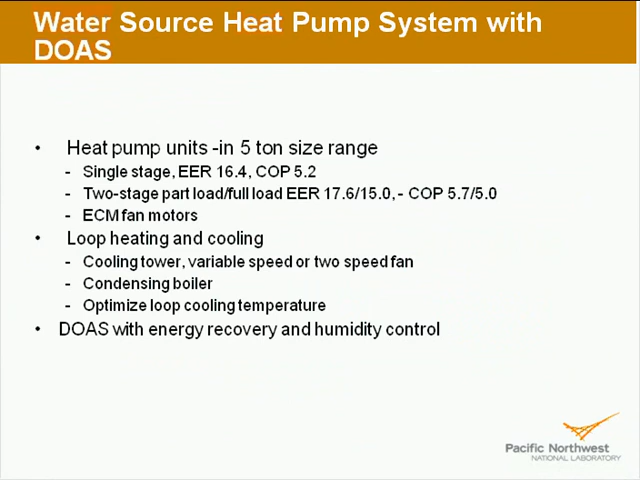 Water Source Heat Pump System with
DOAS
• Heat pump units -in 5 ton size range
- Single stage, EER 16.4, COP 5.2
- Two-stage part load/full load EER 17.6/15.0, - COP 5.7/5.0
- ECM fan motors
• Loop heating and cooling
- Cooling tower, variable speed or two speed fan
- Condensing boiler
- Optimize loop cooling temperature
• DOAS with energy recovery and humidity control
Pacific Northwest
NATIONAL LABORATORY